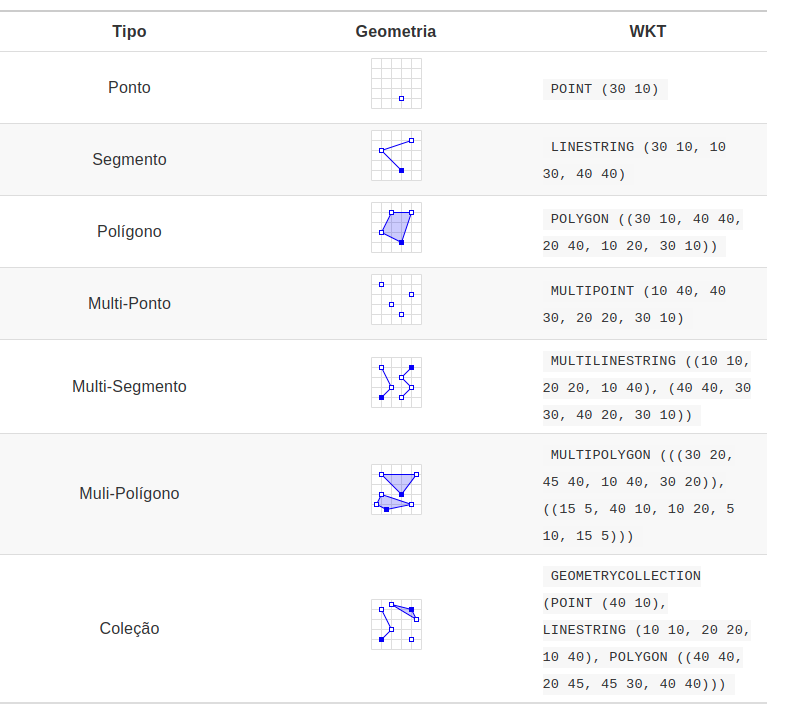 Tipo Geometria WKT
Ponto
POINT (30 10)
Segmento
LINESTRING (30 10, 10
30, 40 40)
Polígono
POLYGON ((30 10, 40 40,
20 40, 10 20, 30 10))
Multi-Ponto
MULTIPOINT (10 40, 40
30, 20 20, 30 10)
Multi-Segmento
MULTILINESTRING ((10 10,
20 20, 10 40), (40 40, 30
30, 40 20, 30 10))
Muli-Polígono
MULTIPOLYGON (((30 20,
45 40, 10 40, 30 20)),
((15 5, 40 10, 10 20, 5
10, 15 5)))
Coleção
GEOMETRYCOLLECTION
(POINT (40 10),
LINESTRING (10 10, 20 20,
10 40), POLYGON ((40 40,
20 45, 45 30, 40 40)))